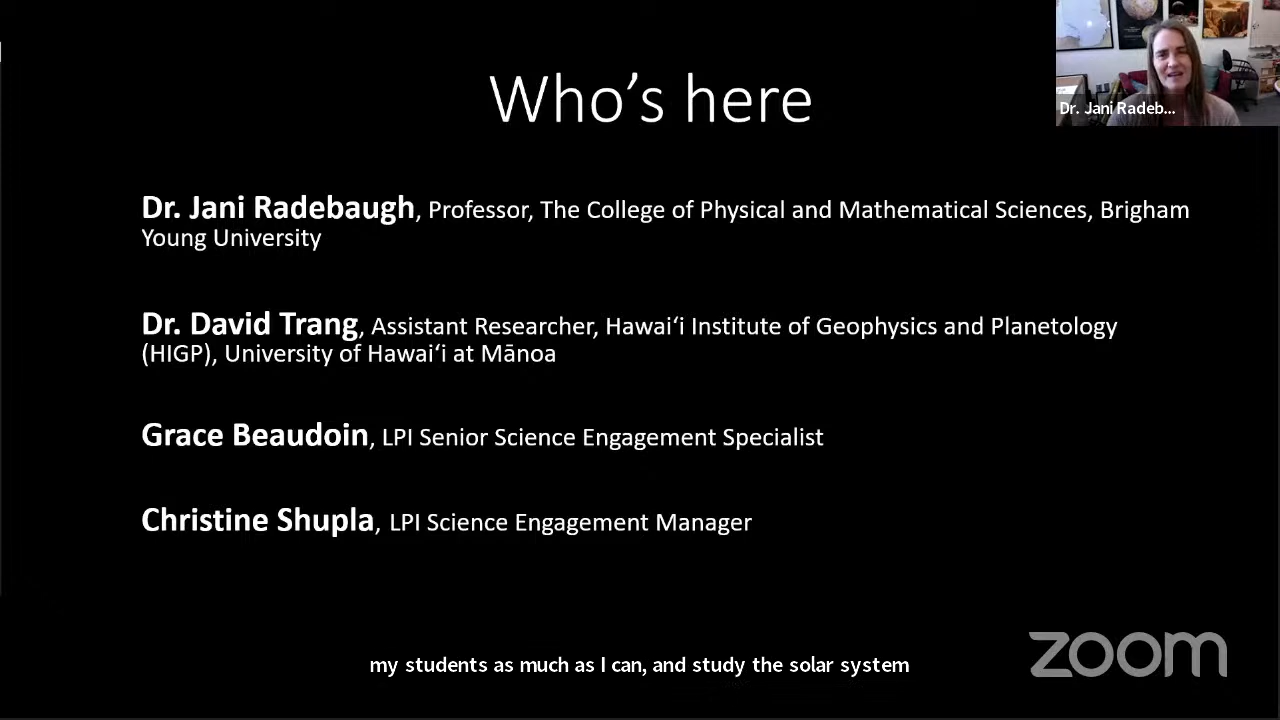 Who’s here
Dr. Jani Radeb...
Dr. Jani Radebaugh, Professor, The College of Physical and Mathematical Sciences, Brigham
Young University
Dr. David Trang, Assistant Researcher, Hawai‘i Institute of Geophysics and Planetology
(HIGP), University of Hawai‘i at Mānoa
Grace Beaudoin, LPI Senior Science Engagement Specialist
Christine Shupla, LPI Science Engagement Manager
my students as much as I can, and study the solar system
zoom